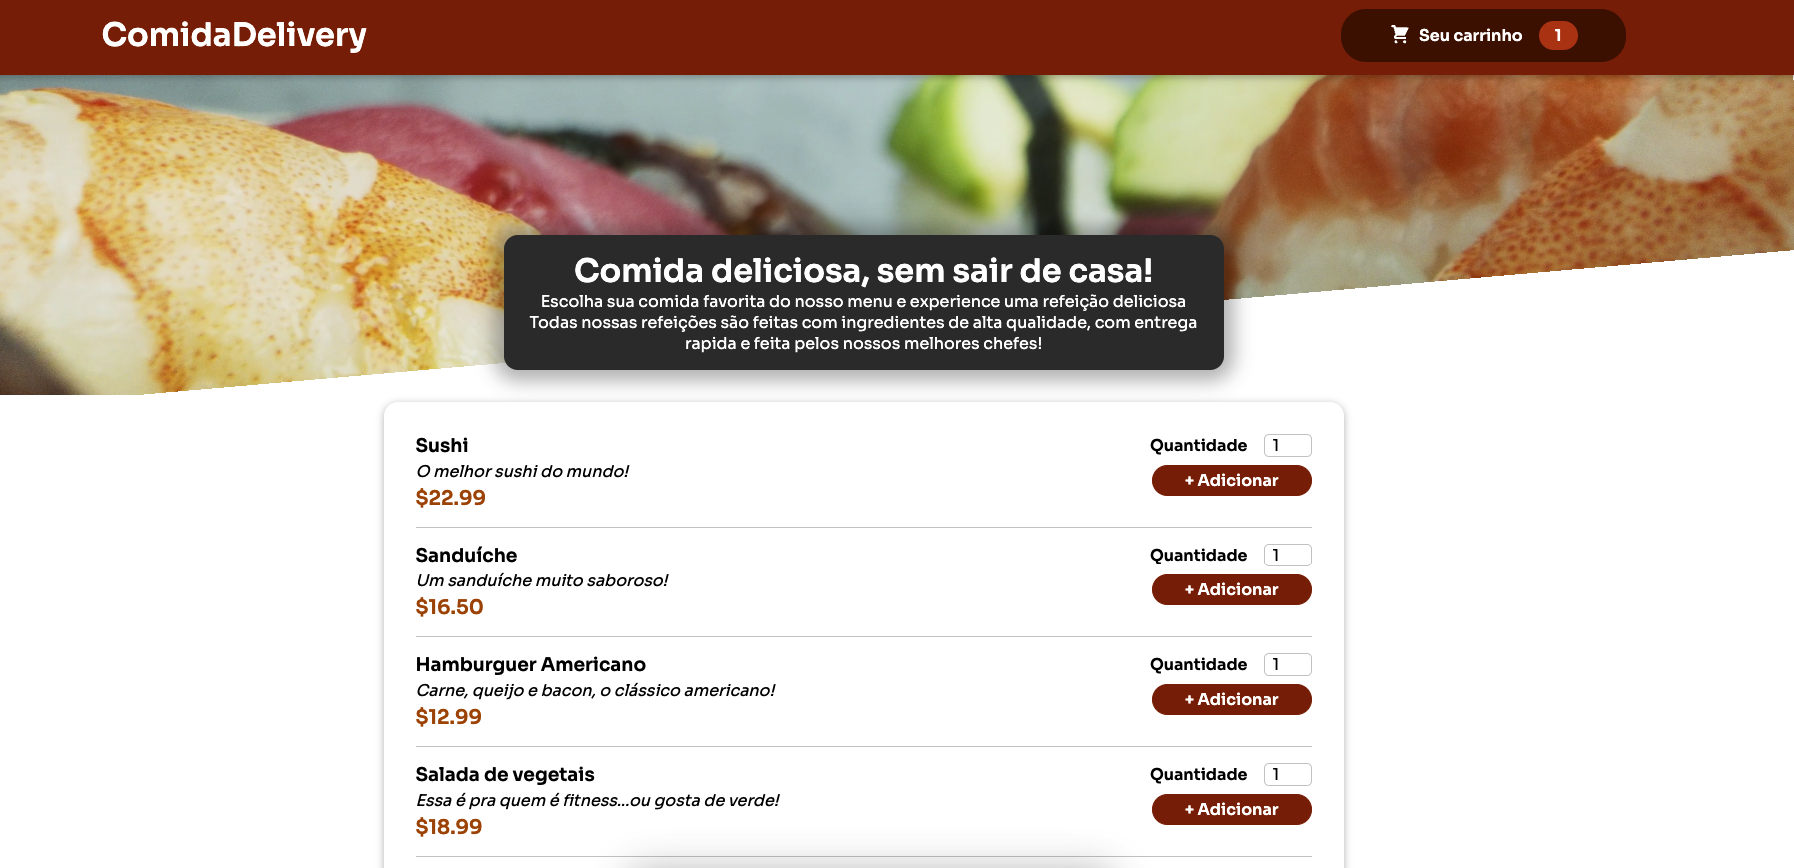 ComidaDelivery
Seu carrinho 1
Comida deliciosa, sem sair de casa!
Escolha sua comida favorita do nosso menu e experience uma refeição deliciosa
Todas nossas refeições são feitas com ingredientes de alta qualidade, com entrega
rapida e feita pelos nossos melhores chefes!
Sushi
O melhor sushi do mundo!
$22.99
Quantidade 1
+ Adicionar
Sanduíche
Um sanduíche muito saboroso!
$16.50
Quantidade 1
+ Adicionar
Hamburguer Americano
Carne, queijo e bacon, o clássico americano!
$12.99
Quantidade 1
+ Adicionar
Salada de vegetais
Essa é pra quem é fitness...ou gosta de verde!
$18.99
Quantidade 1
+ Adicionar